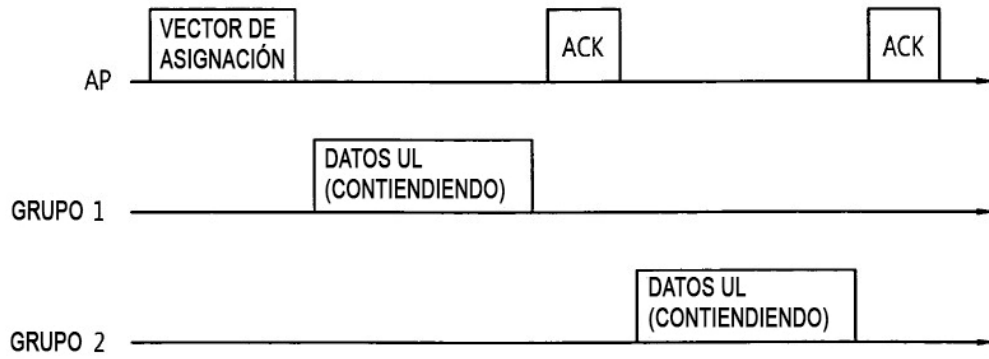 VECTOR DE
ASIGNACIÓN
ACK
ACK
AP
DATOS UL
(CONTIENDIENDO)
GRUPO 1
DATOS UL
(CONTIENDIENDO)
GRUPO 2